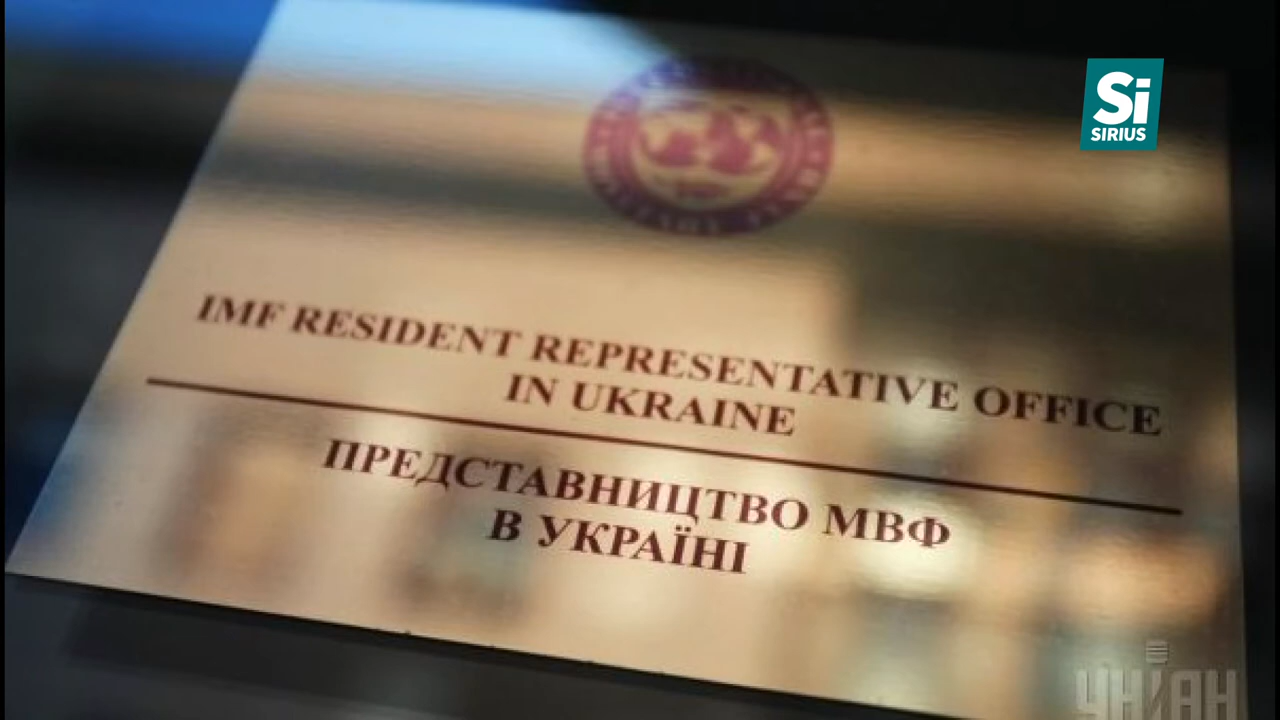 Si
SIRIUS
IMF RESIDENT REPRESENTATIVE OFFICE
IN UKRAINE
ПРЕДСТАВНИЦТВО МВФ
В УКРАЇНІ
УНІАН